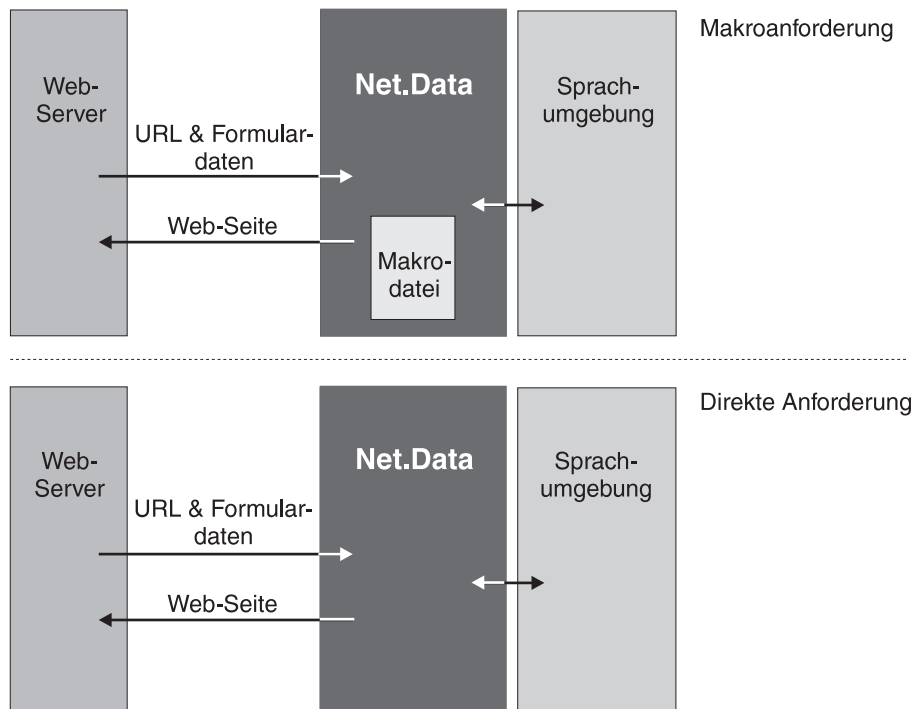 Makroanforderung
Web-
Server
Net.Data
Sprach-
umgebung
URL & Formular-
daten
Web-Seite
Makro-
datei
Direkte Anforderung
Web-
Server
Net.Data
Sprach-
umgebung
URL & Formular-
daten
Web-Seite